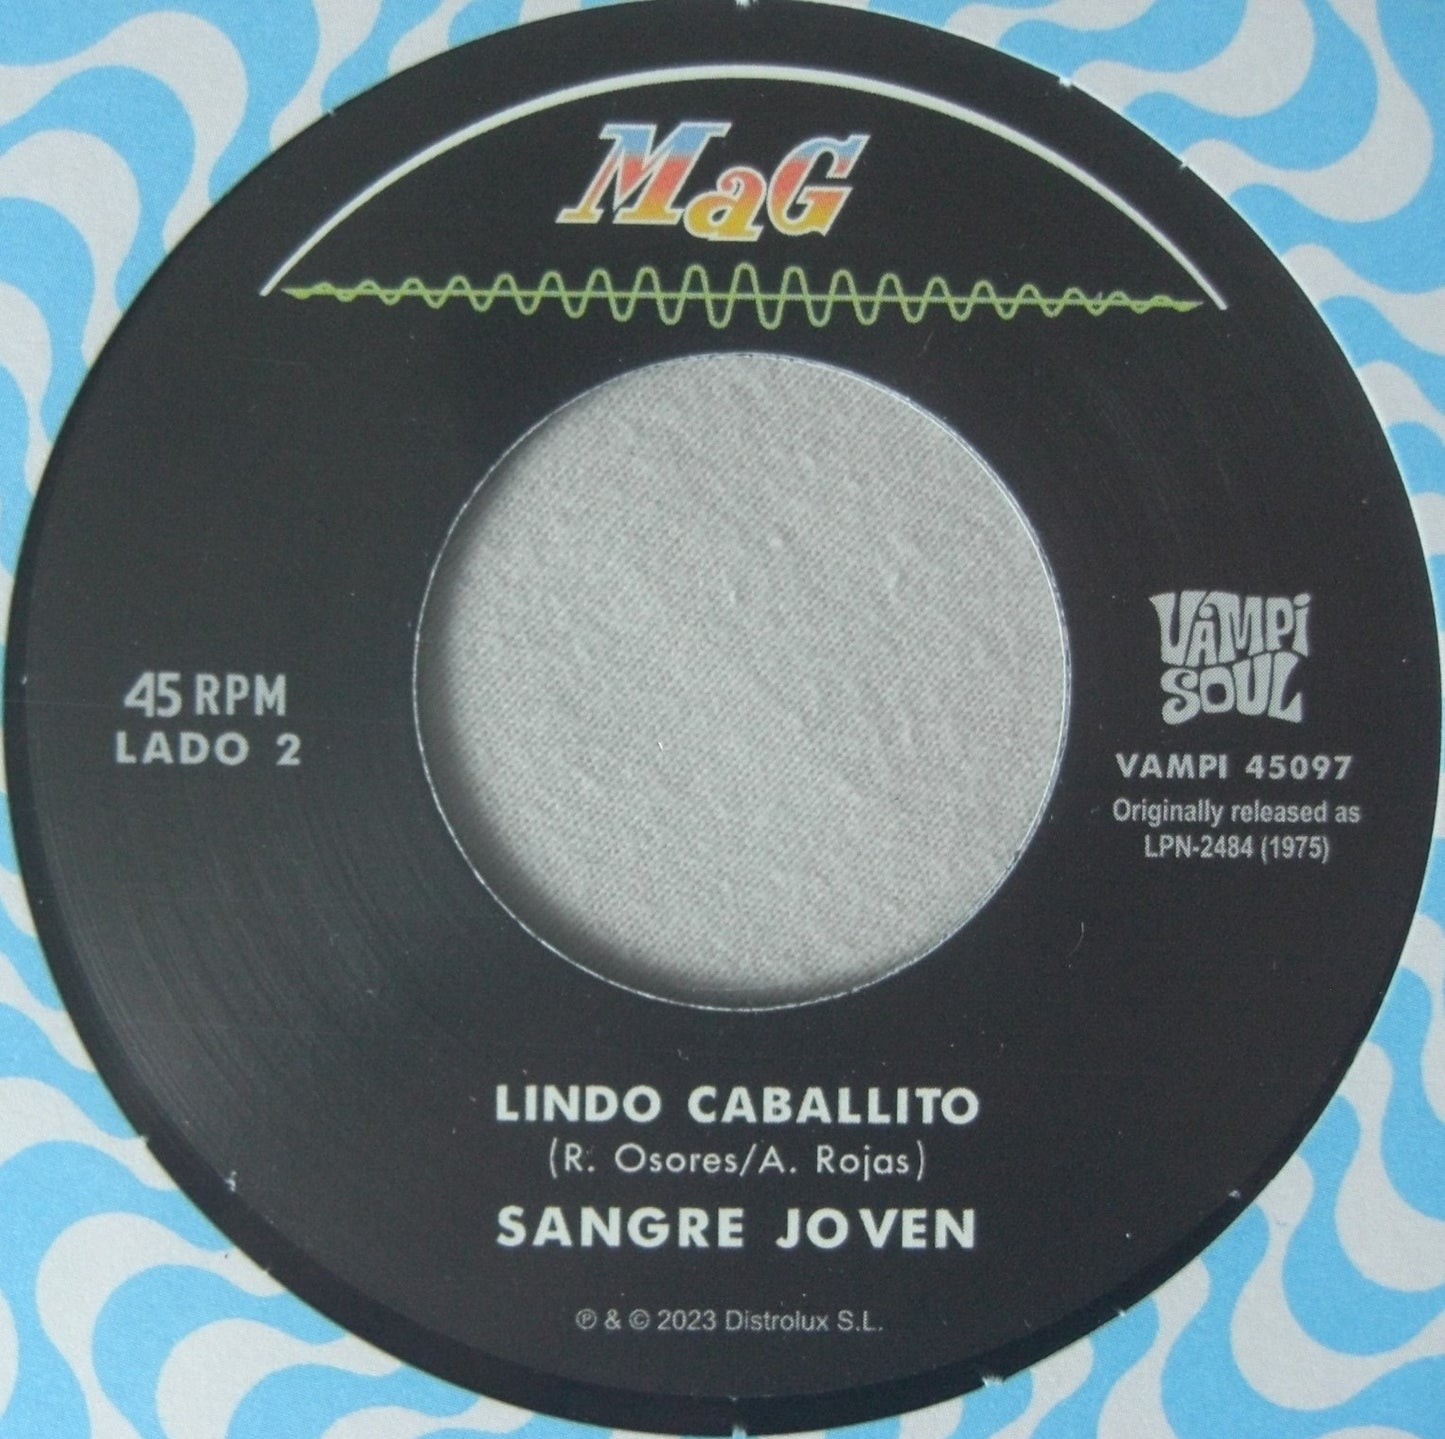 MaG
45 RPM
LADO 2
VAMPi
SOUL
VAMPI 45097
Originally released as
LPN-2484 (1975)
LINDO CABALLITO
(R. Osores/A. Rojas)
SANGRE JOVEN
℗ & © 2023 Distrolux S.L.